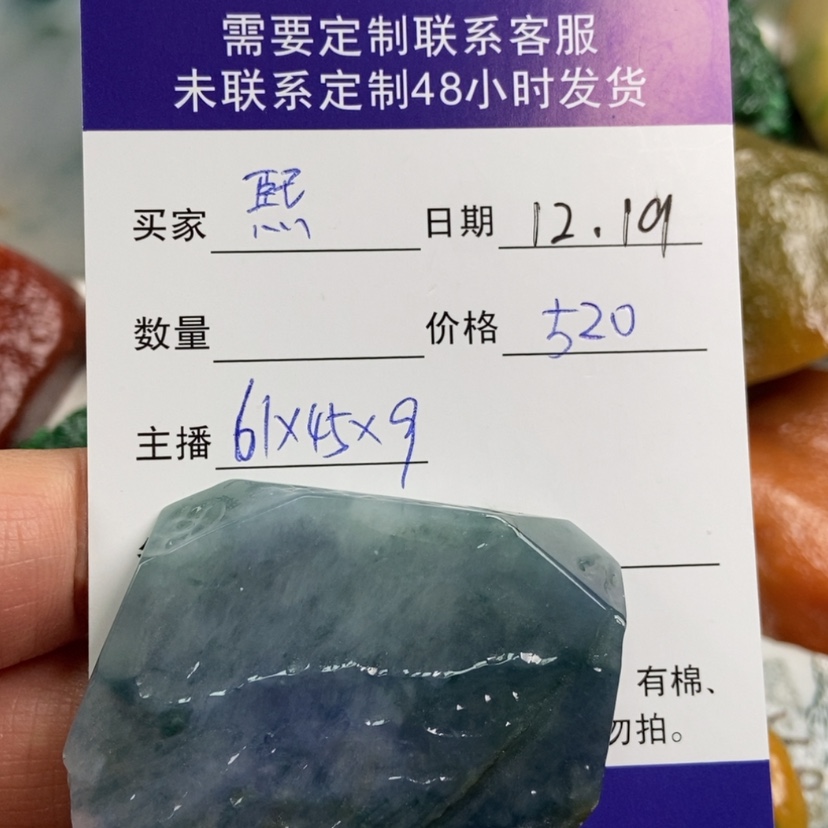 需要定制联系客服
未联系定制48小时发货
买家 熙 日期 12.19
数量 价格 520
主播 61×45×9
有棉、
勿拍。